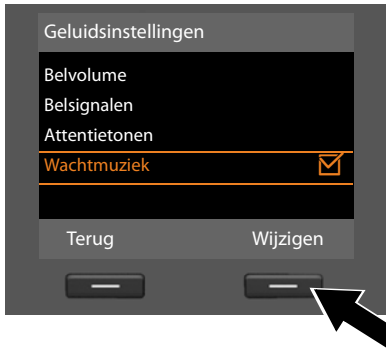 Geluidsinstellingen
Belvolume
Belsignalen
Attentietonen
Wachtmuziek
Terug Wijzigen